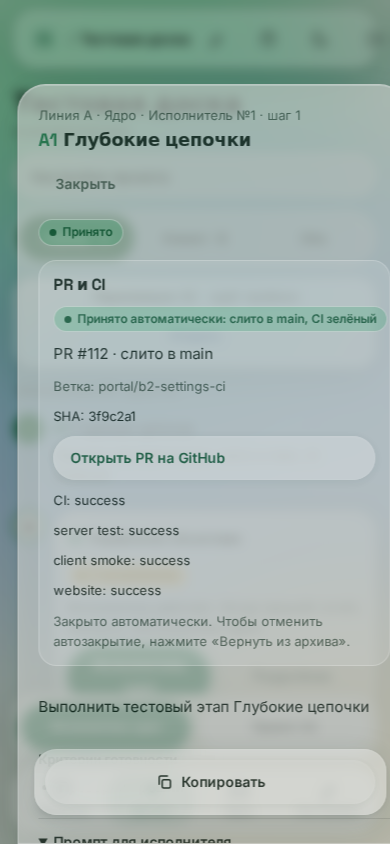 Линия A · Ядро · Исполнитель №1 · шаг 1
A1 Глубокие цепочки
Закрыть
Принято
PR и CI
Принято автоматически: слито в main, CI зелёный
PR #112 · слито в main
Ветка: portal/b2-settings-ci
SHA: 3f9c2a1
Открыть PR на GitHub
CI: success
server test: success
client smoke: success
website: success
Закрыто автоматически. Чтобы отменить
автозакрытие, нажмите «Вернуть из архива».
Выполнить тестовый этап Глубокие цепочки
Копировать
▼ Промпт для исполнителя